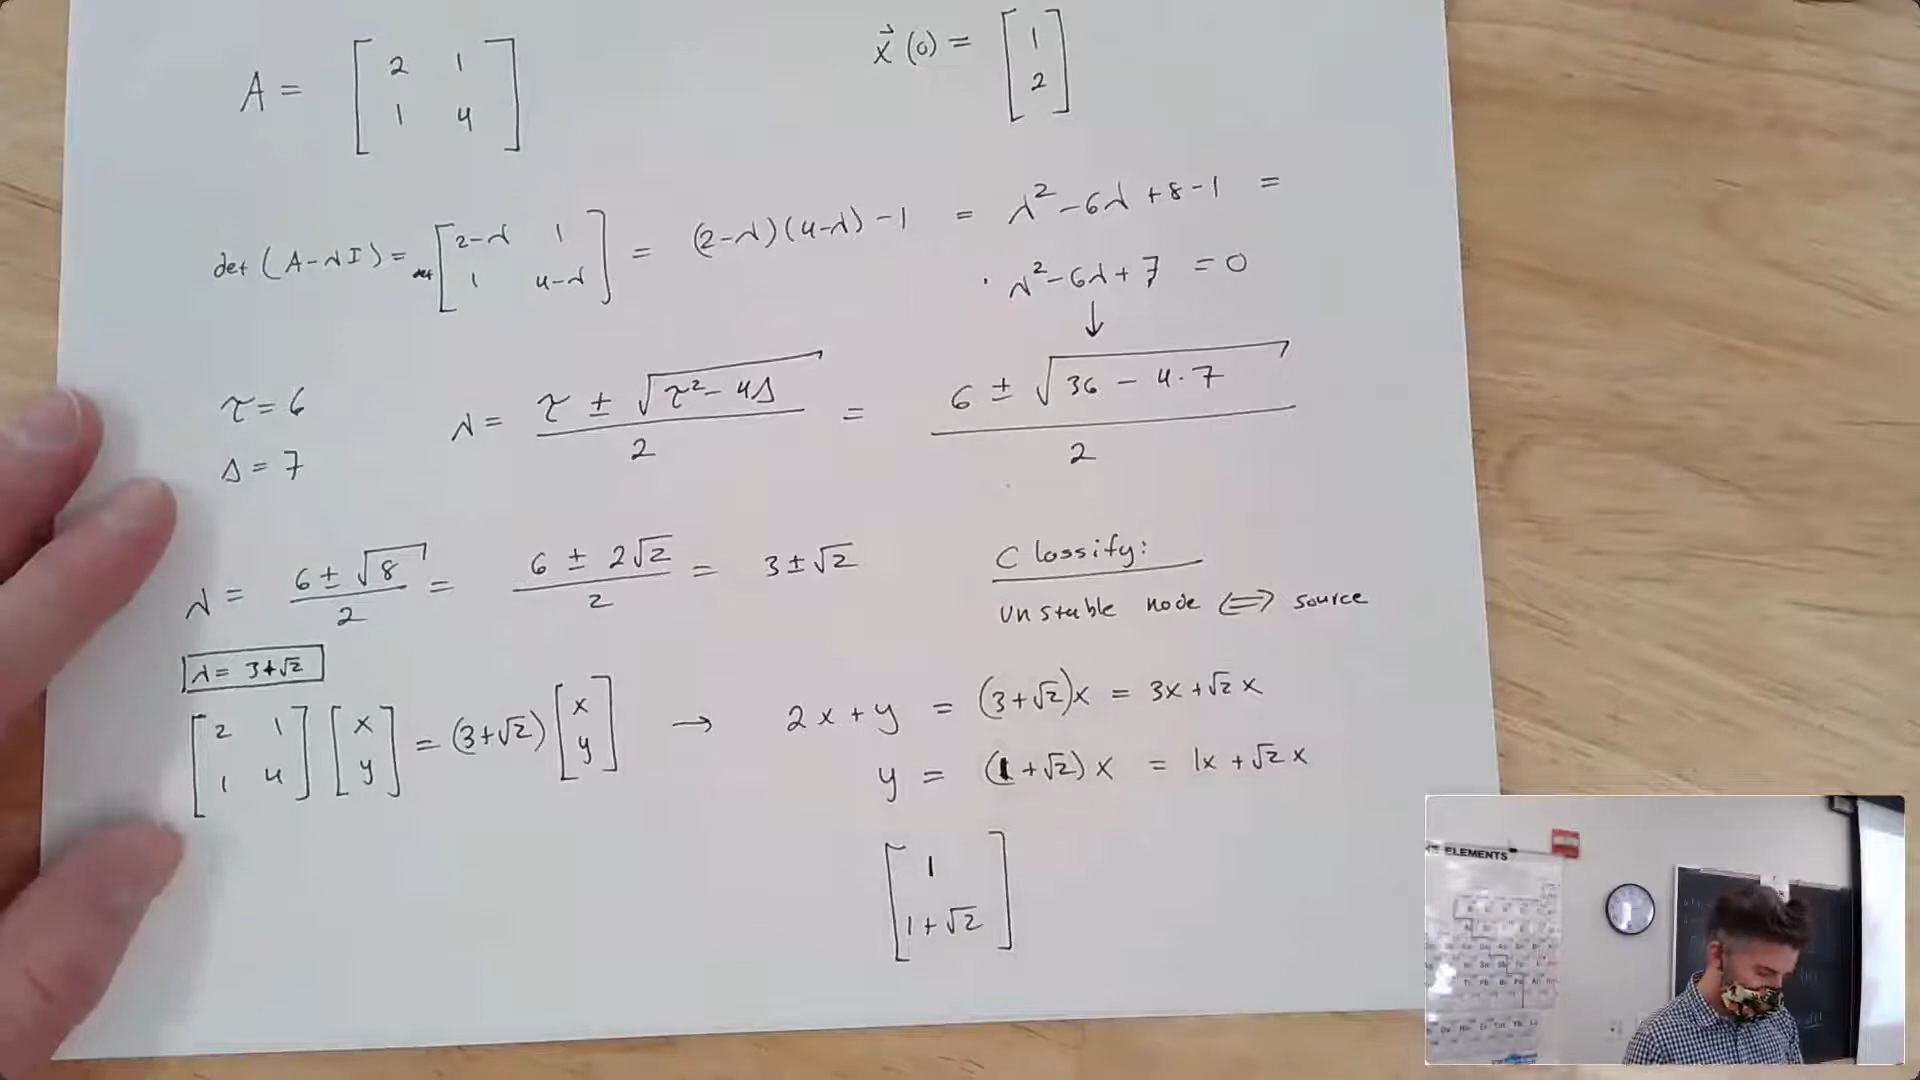 A = [ 2 1 ; 1 4 ]    x⃗ (0) = [ 1 ; 2 ]
det (A-λI) = det [ 2-λ 1 ; 1 4-λ ] = (2-λ)(4-λ) -1 = λ² -6λ +8 -1 =
λ² -6λ + 7 = 0
↓
τ = 6
Δ = 7
λ = (τ ± √(τ² - 4Δ)) / 2 = (6 ± √(36 - 4·7)) / 2
λ = (6 ± √8) / 2 = (6 ± 2√2) / 2 = 3 ± √2
Classify:
unstable node ⟺ source
λ = 3+√2
[ 2 1 ; 1 4 ] [ x ; y ] = (3+√2) [ x ; y ] → 2x + y = (3+√2)x = 3x + √2 x
y = (1 + √2) x = 1x + √2 x
[ 1 ; 1 + √2 ]
ELEMENTS